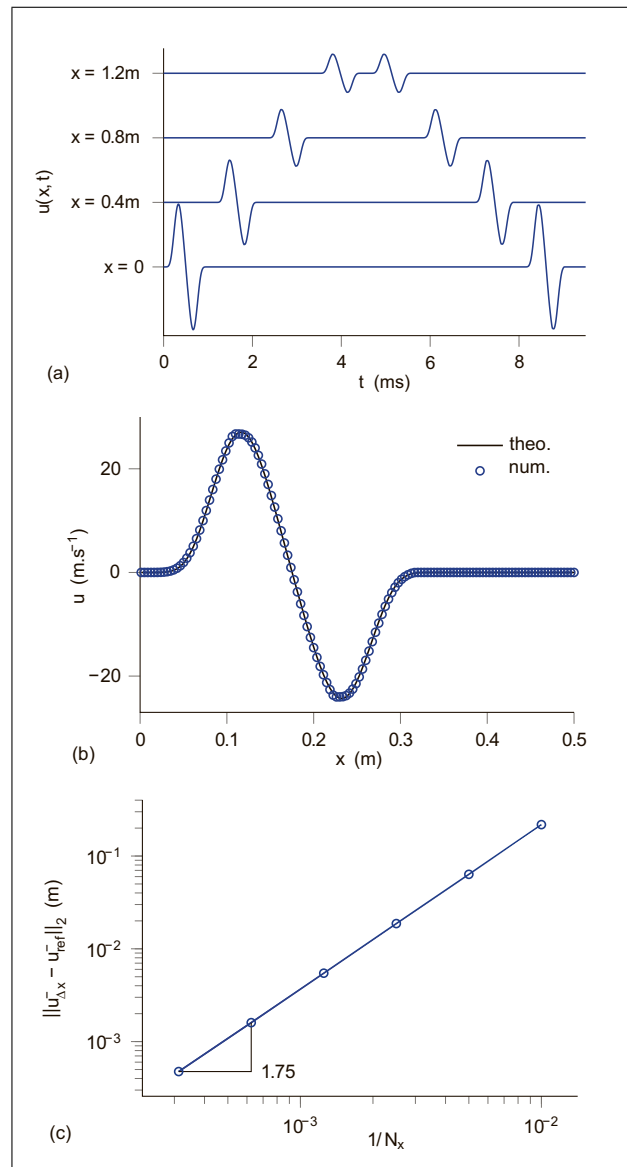 x = 1.2m
x = 0.8m
x = 0.4m
x = 0
u(x,t)
0 2 4 6 8
t (ms)
(a)
20
0
−20
u (m.s⁻¹)
theo.
num.
0 0.1 0.2 0.3 0.4 0.5
x (m)
(b)
10⁻¹
10⁻²
10⁻³
||u⁻_Δx − u⁻_ref||₂ (m)
1.75
10⁻³ 10⁻²
1/Nₓ
(c)